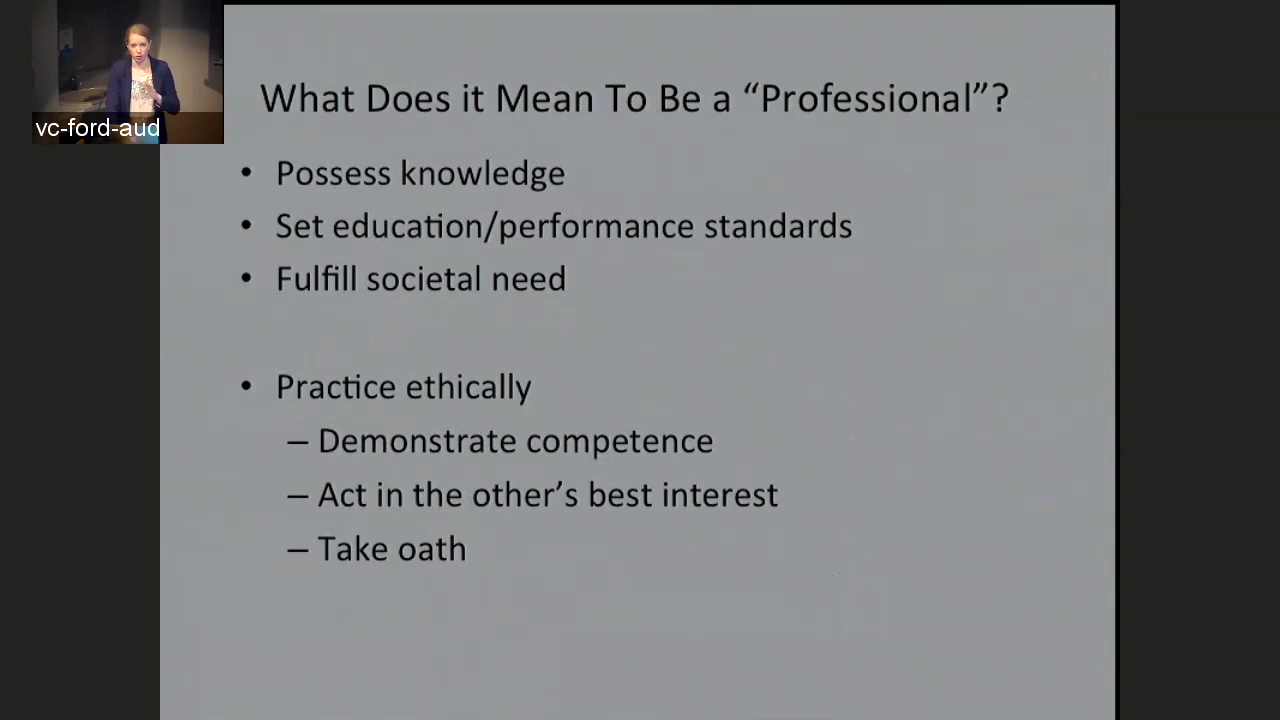 What Does it Mean To Be a “Professional”?
vc-ford-aud
• Possess knowledge
• Set education/performance standards
• Fulfill societal need
• Practice ethically
– Demonstrate competence
– Act in the other’s best interest
– Take oath